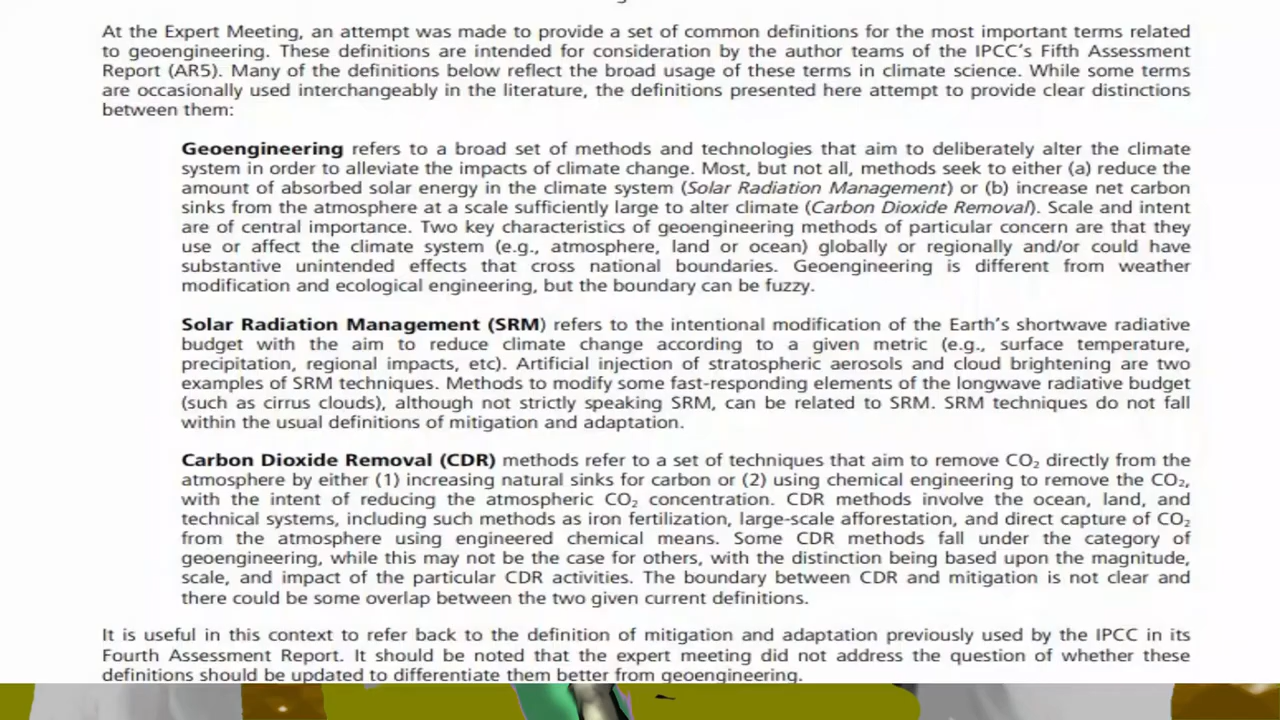 At the Expert Meeting, an attempt was made to provide a set of common definitions for the most important terms related
to geoengineering. These definitions are intended for consideration by the author teams of the IPCC's Fifth Assessment
Report (AR5). Many of the definitions below reflect the broad usage of these terms in climate science. While some terms
are occasionally used interchangeably in the literature, the definitions presented here attempt to provide clear distinctions
between them:
Geoengineering refers to a broad set of methods and technologies that aim to deliberately alter the climate
system in order to alleviate the impacts of climate change. Most, but not all, methods seek to either (a) reduce the
amount of absorbed solar energy in the climate system (Solar Radiation Management) or (b) increase net carbon
sinks from the atmosphere at a scale sufficiently large to alter climate (Carbon Dioxide Removal). Scale and intent
are of central importance. Two key characteristics of geoengineering methods of particular concern are that they
use or affect the climate system (e.g., atmosphere, land or ocean) globally or regionally and/or could have
substantive unintended effects that cross national boundaries. Geoengineering is different from weather
modification and ecological engineering, but the boundary can be fuzzy.
Solar Radiation Management (SRM) refers to the intentional modification of the Earth's shortwave radiative
budget with the aim to reduce climate change according to a given metric (e.g., surface temperature,
precipitation, regional impacts, etc). Artificial injection of stratospheric aerosols and cloud brightening are two
examples of SRM techniques. Methods to modify some fast-responding elements of the longwave radiative budget
(such as cirrus clouds), although not strictly speaking SRM, can be related to SRM. SRM techniques do not fall
within the usual definitions of mitigation and adaptation.
Carbon Dioxide Removal (CDR) methods refer to a set of techniques that aim to remove CO₂ directly from the
atmosphere by either (1) increasing natural sinks for carbon or (2) using chemical engineering to remove the CO₂,
with the intent of reducing the atmospheric CO₂ concentration. CDR methods involve the ocean, land, and
technical systems, including such methods as iron fertilization, large-scale afforestation, and direct capture of CO₂
from the atmosphere using engineered chemical means. Some CDR methods fall under the category of
geoengineering, while this may not be the case for others, with the distinction being based upon the magnitude,
scale, and impact of the particular CDR activities. The boundary between CDR and mitigation is not clear and
there could be some overlap between the two given current definitions.
It is useful in this context to refer back to the definition of mitigation and adaptation previously used by the IPCC in its
Fourth Assessment Report. It should be noted that the expert meeting did not address the question of whether these
definitions should be updated to differentiate them better from geoengineering.